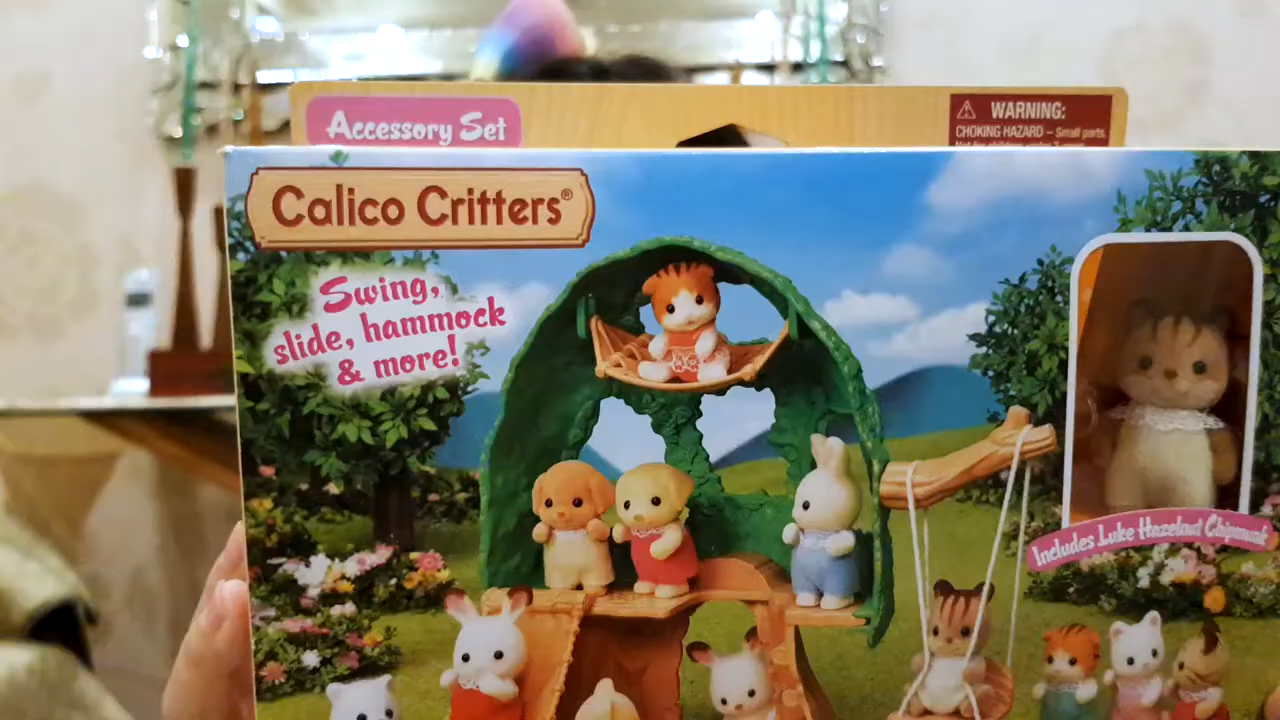 Accessory Set
WARNING:
CHOKING HAZARD – Small parts.
Calico Critters®
Swing,
slide, hammock
& more!
Includes Luke Hazelnut Chipmunk